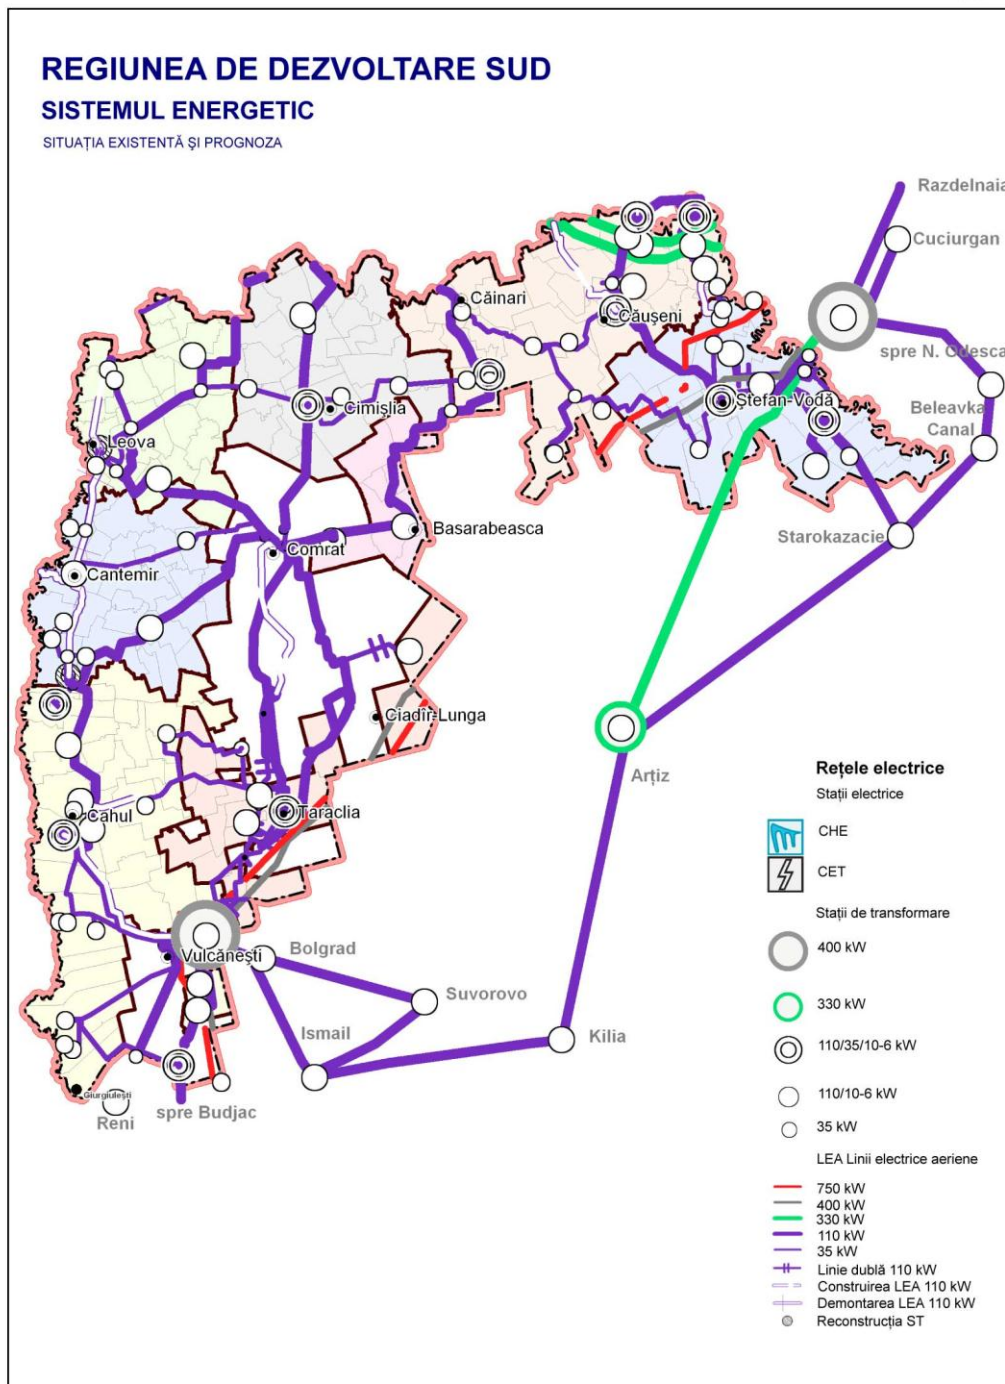 REGIUNEA DE DEZVOLTARE SUD
SISTEMUL ENERGETIC
SITUAȚIA EXISTENTĂ ȘI PROGNOZA
Razdelnaia
Cuciurgan
Căinari
Căușeni
spre N. Odesca
Cimișlia
Ștefan-Vodă
Beleavka
Canal
Leova
Basarabeasca
Starokazacie
Comrat
Cantemir
Ciadîr-Lunga
Arțiz
Taraclia
Cahul
Bolgrad
Vulcănești
Suvorovo
Ismail
Kilia
Giurgiulești
Reni
spre Budjac
Rețele electrice
Stații electrice
CHE
CET
Stații de transformare
400 kW
330 kW
110/35/10-6 kW
110/10-6 kW
35 kW
LEA Linii electrice aeriene
750 kW
400 kW
330 kW
110 kW
35 kW
Linie dublă 110 kW
Construirea LEA 110 kW
Demontarea LEA 110 kW
Reconstrucția ST